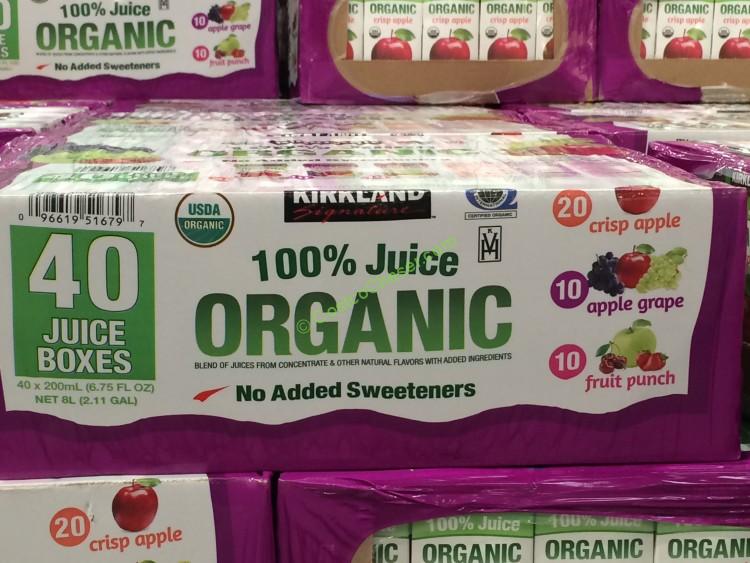 100% Juice
ORGANIC
No Added Sweeteners
10 apple grape
10 fruit punch
ORGANIC
crisp apple
ORGANIC
crisp apple
ORGANIC
crisp apple
ORGANIC
crisp apple
ORGANIC
crisp apple
0 96619 51679 7
USDA
ORGANIC
KIRKLAND
Signature
CERTIFIED ORGANIC
K
M
40
JUICE
BOXES
40 x 200mL (6.75 FL OZ)
NET 8L (2.11 GAL)
100% Juice
ORGANIC
BLEND OF JUICES FROM CONCENTRATE & OTHER NATURAL FLAVORS WITH ADDED INGREDIENTS
No Added Sweeteners
20 crisp apple
10 apple grape
10 fruit punch
20 crisp apple
100% Juice
ORGANIC
100% Juice
ORGANIC
ORGAN